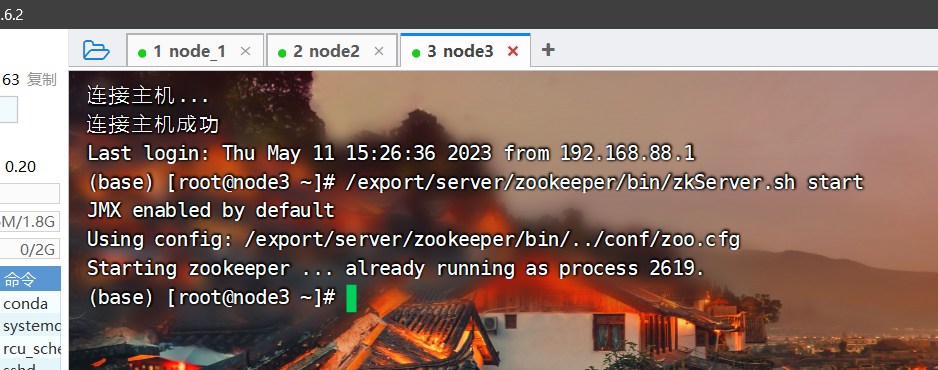 .6.2
1 node_1 ×
2 node2 ×
3 node3 ×
+
63 复制
0.20
M/1.8G
0/2G
命令
conda
systemd
rcu_sche
sshd
连接主机...
连接主机成功
Last login: Thu May 11 15:26:36 2023 from 192.168.88.1
(base) [root@node3 ~]# /export/server/zookeeper/bin/zkServer.sh start
JMX enabled by default
Using config: /export/server/zookeeper/bin/../conf/zoo.cfg
Starting zookeeper ... already running as process 2619.
(base) [root@node3 ~]#